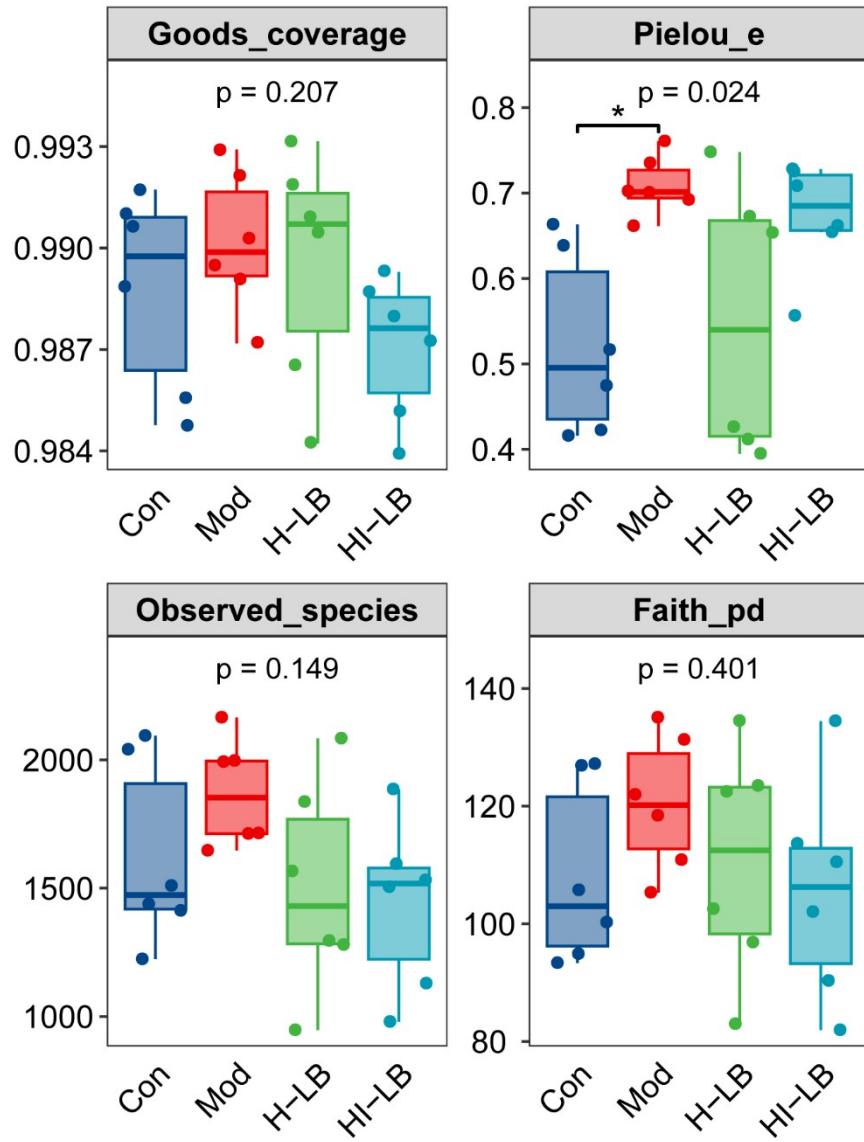 Goods_coverage
p = 0.207
0.993
0.990
0.987
0.984
Con
Mod
H-LB
HI-LB
Pielou_e
p = 0.024
*
0.8
0.7
0.6
0.5
0.4
Con
Mod
H-LB
HI-LB
Observed_species
p = 0.149
2000
1500
1000
Con
Mod
H-LB
HI-LB
Faith_pd
p = 0.401
140
120
100
80
Con
Mod
H-LB
HI-LB